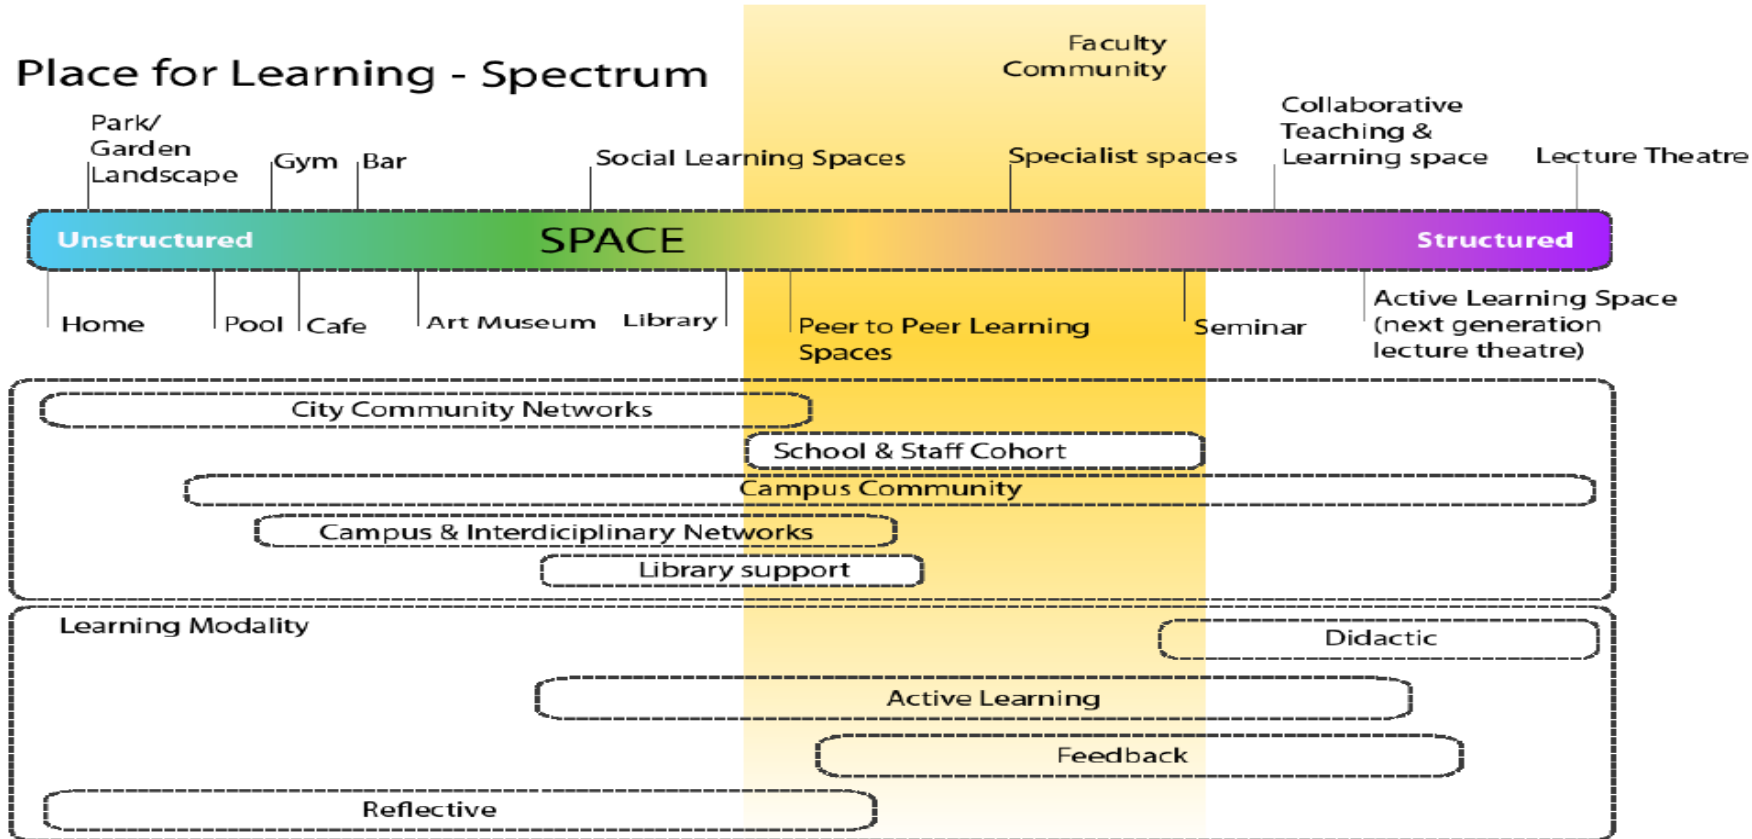 Place for Learning - Spectrum
Faculty
Community
Park/
Garden
Landscape
Gym
Bar
Social Learning Spaces
Specialist spaces
Collaborative
Teaching &
Learning space
Lecture Theatre
Unstructured
SPACE
Structured
Home
Pool
Cafe
Art Museum
Library
Peer to Peer Learning
Spaces
Seminar
Active Learning Space
(next generation
lecture theatre)
City Community Networks
School & Staff Cohort
Campus Community
Campus & Interdiciplinary Networks
Library support
Learning Modality
Didactic
Active Learning
Feedback
Reflective